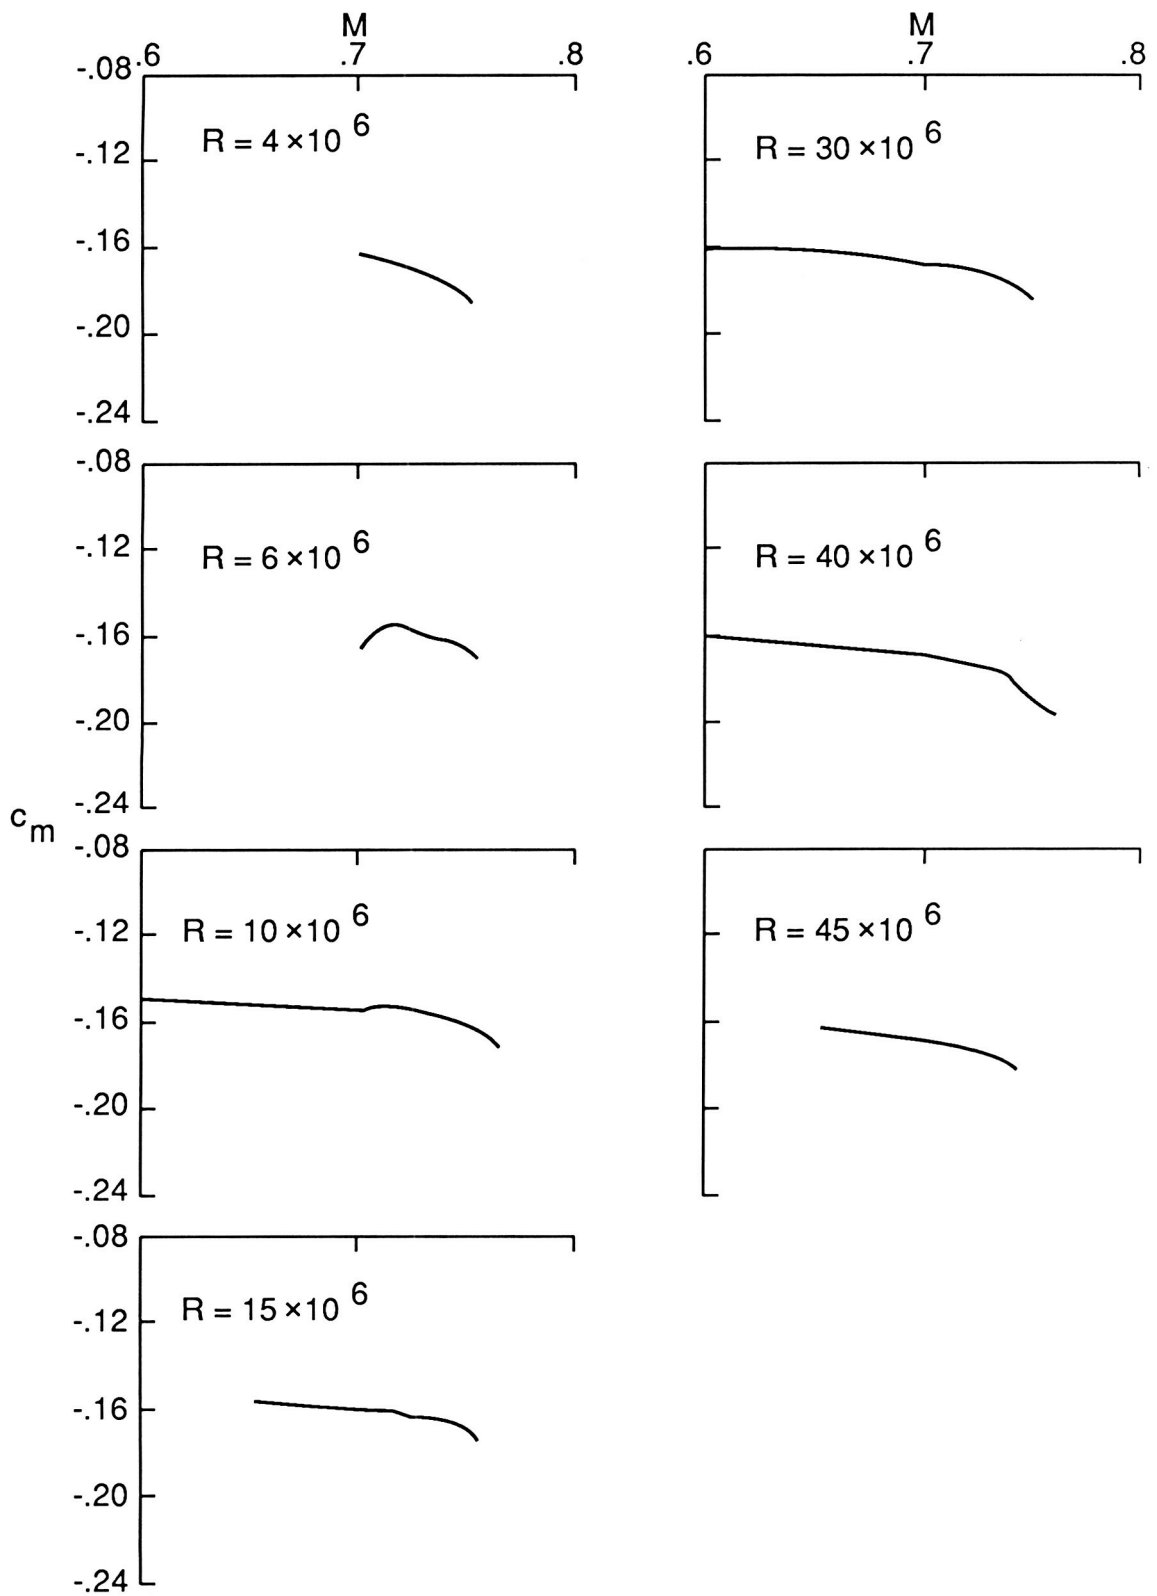 M M
.6 .7 .8 .6 .7 .8
-.08
R = 4 ×10 6 R = 30 ×10 6
-.12
-.16
-.20
-.24
-.08
-.12
R = 6 ×10 6 R = 40 ×10 6
-.16
-.20
-.24
c m
-.08
-.12
R = 10 ×10 6 R = 45 ×10 6
-.16
-.20
-.24
-.08
R = 15 ×10 6
-.12
-.16
-.20
-.24